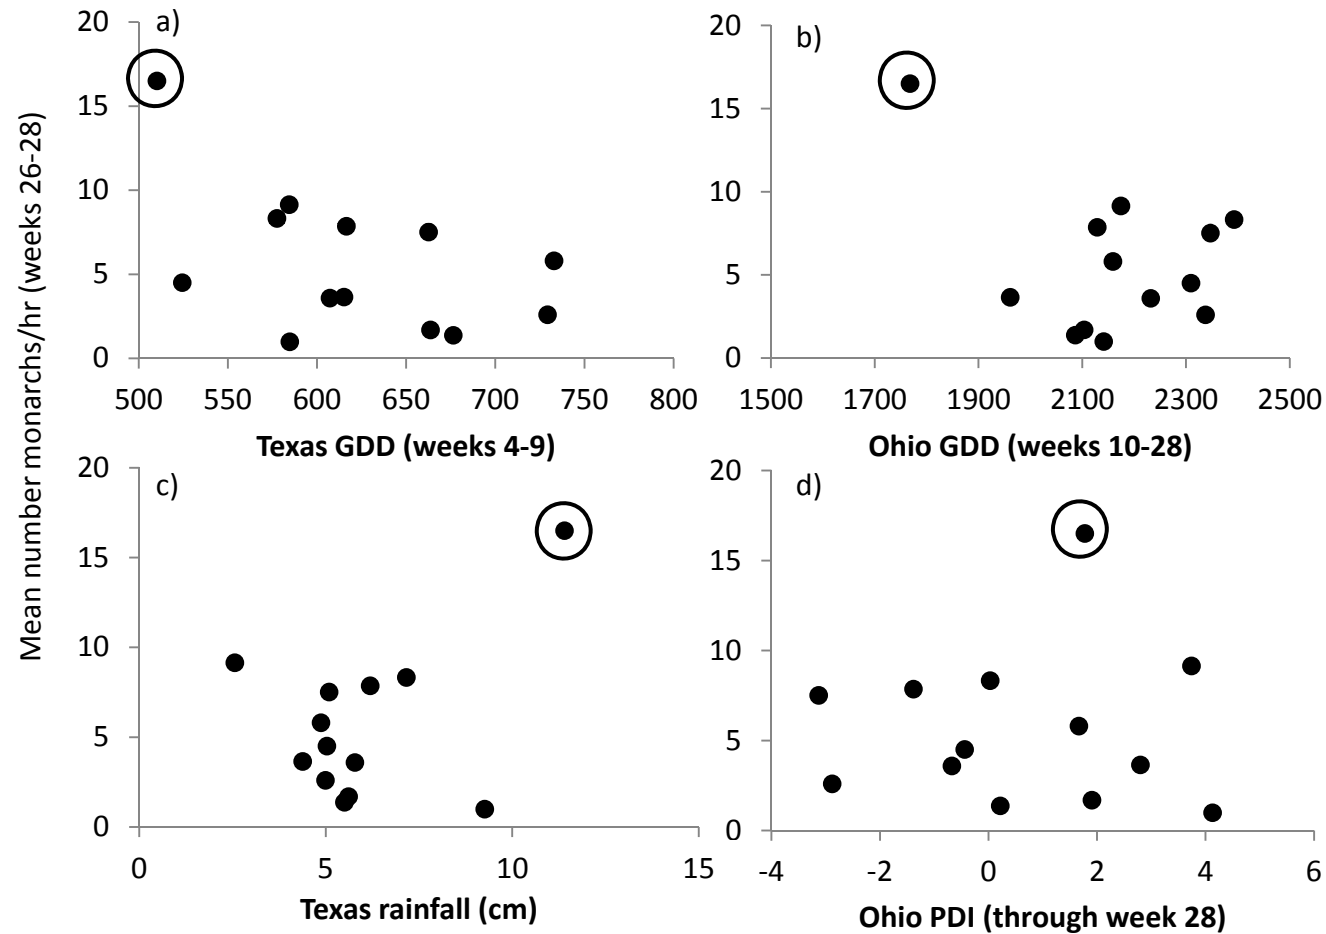 Mean number monarchs/hr (weeks 26-28)
a)
20
15
10
5
0
500 550 600 650 700 750 800
Texas GDD (weeks 4-9)
b)
20
15
10
5
0
1500 1700 1900 2100 2300 2500
Ohio GDD (weeks 10-28)
c)
20
15
10
5
0
0 5 10 15
Texas rainfall (cm)
d)
20
15
10
5
0
-4 -2 0 2 4 6
Ohio PDI (through week 28)